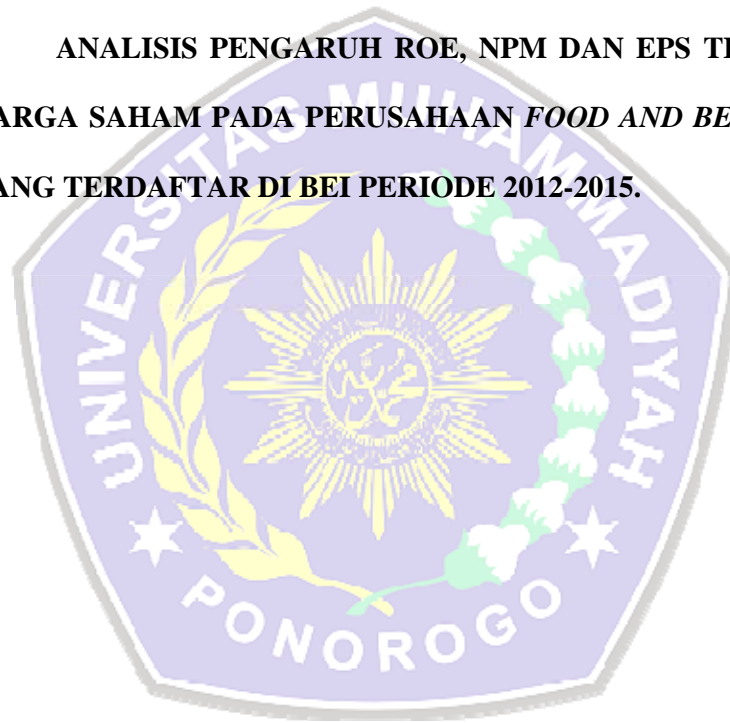 ANALISIS PENGARUH ROE, NPM DAN EPS
ARGA SAHAM PADA PERUSAHAAN FOOD AND BE
ANG TERDAFTAR DI BEI PERIODE 2012-2015.
UNIVERSITAS MUHAMMADIYAH
PONOROGO